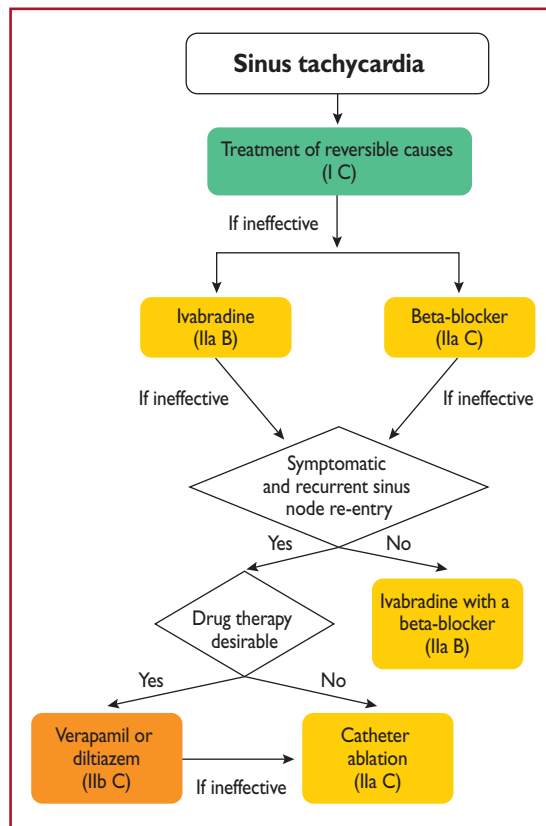 Sinus tachycardia
Treatment of reversible causes
(I C)
If ineffective
Ivabradine
(IIa B)
Beta-blocker
(IIa C)
If ineffective
If ineffective
Symptomatic
and recurrent sinus
node re-entry
Yes
No
Drug therapy
desirable
Ivabradine with a
beta-blocker
(IIa B)
Yes
No
Verapamil or
diltiazem
(IIb C)
If ineffective
Catheter
ablation
(IIa C)